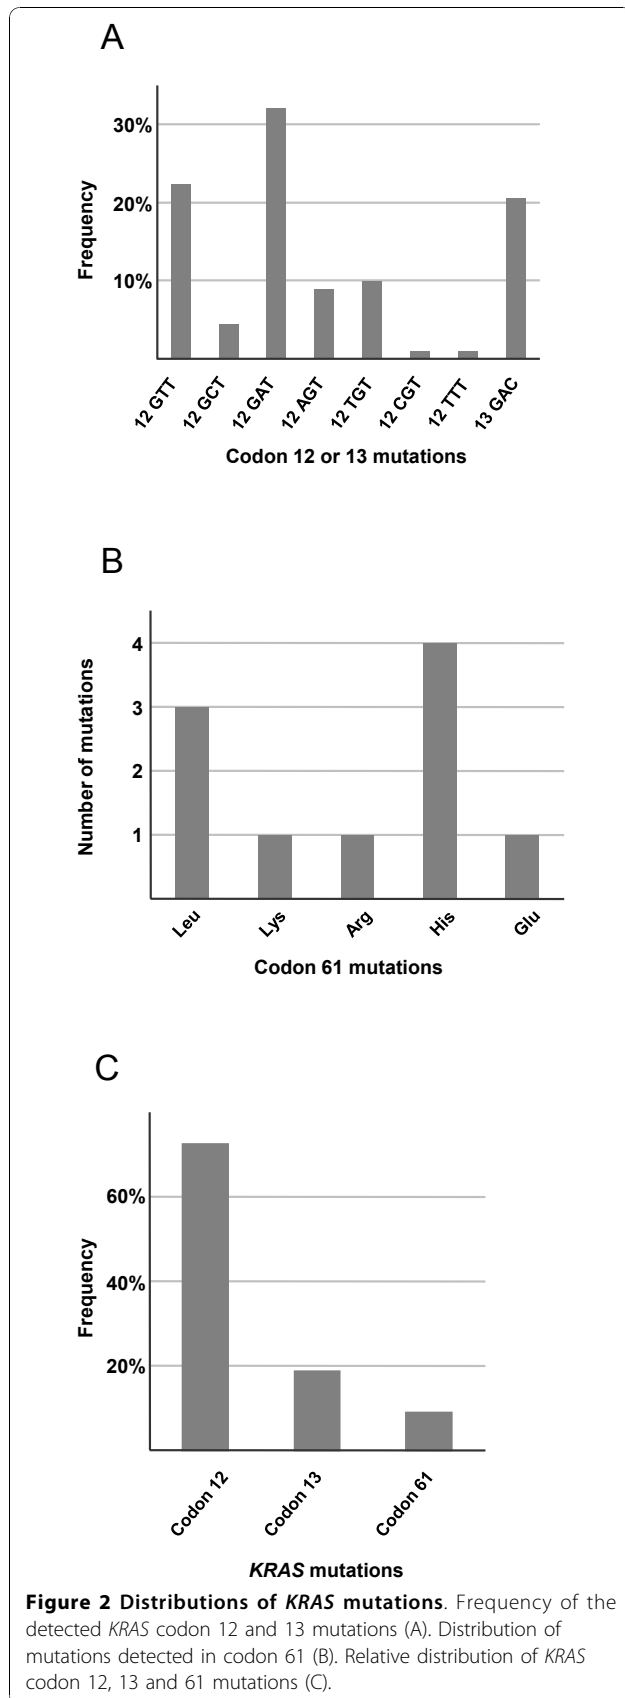 A
30%
20%
10%
Frequency
12 GTT
12 GCT
12 GAT
12 AGT
12 TGT
12 CGT
12 TTT
13 GAC
Codon 12 or 13 mutations
B
4
3
2
1
Number of mutations
Leu
Lys
Arg
His
Glu
Codon 61 mutations
C
60%
40%
20%
Frequency
Codon 12
Codon 13
Codon 61
KRAS mutations
Figure 2 Distributions of KRAS mutations. Frequency of the
detected KRAS codon 12 and 13 mutations (A). Distribution of
mutations detected in codon 61 (B). Relative distribution of KRAS
codon 12, 13 and 61 mutations (C).